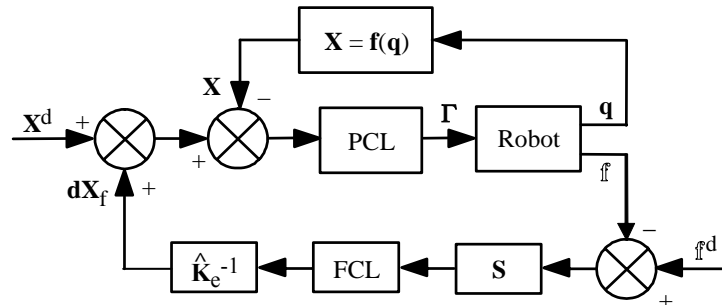 X = f(q)
X
−
X^d
+
+
PCL
Γ
Robot
q
𝕗
dX_f
+
−
K̂_e^-1
FCL
S
𝕗^d
+